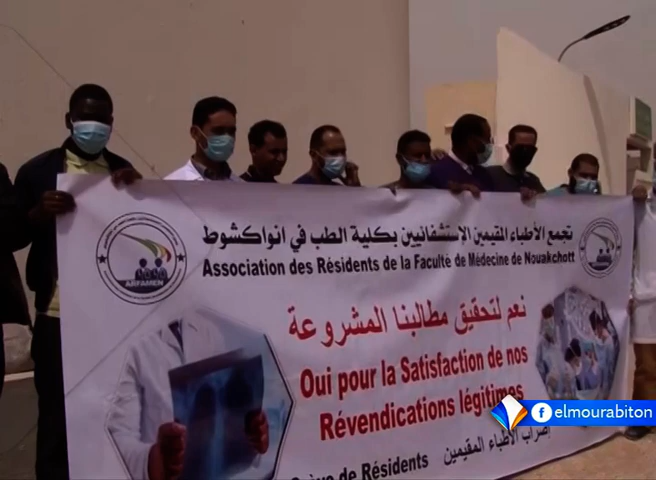 تجمع الأطباء المقيمين الإستشفائيين بكلية الطب في انواكشوط
Association des Résidents de la Faculté de Médecine de Nouakchott
ARFAMEN
نعم لتحقيق مطالبنا المشروعة
Oui pour la Satisfaction de nos
Révendications légitimes
de Résidents
إضراب الأطباء المقيمين
elmourabiton